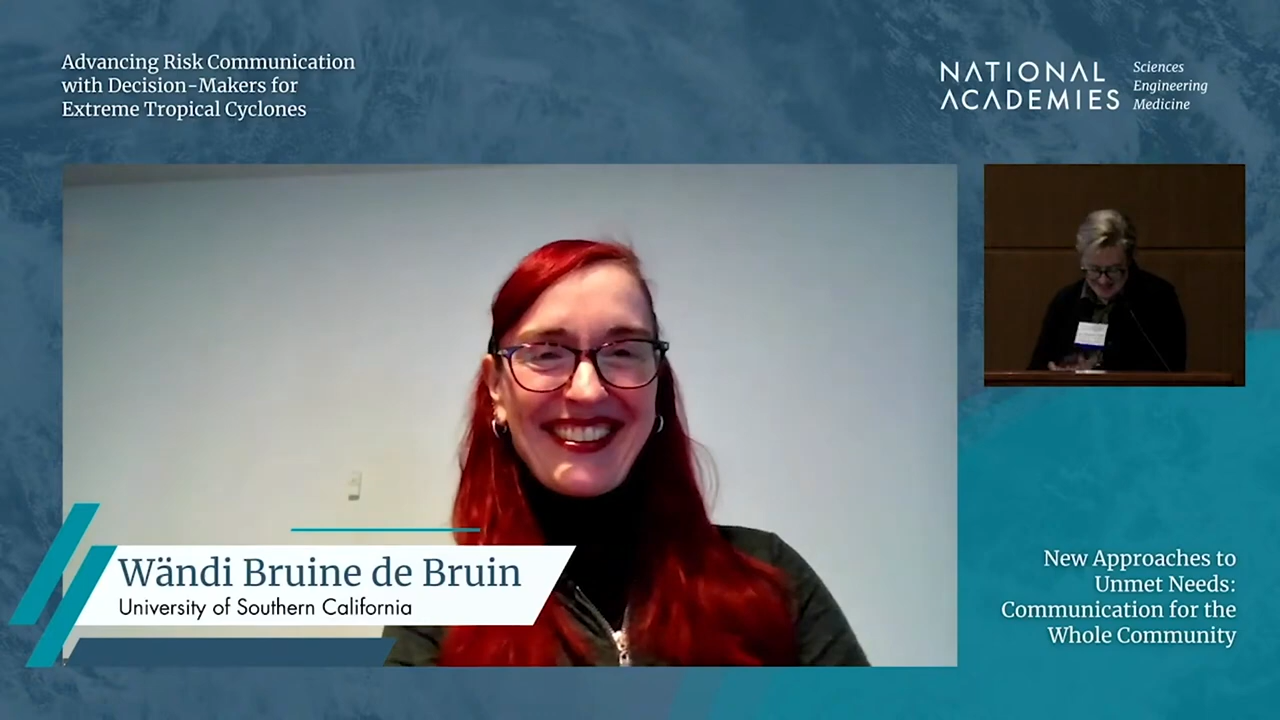 Advancing Risk Communication
with Decision-Makers for
Extreme Tropical Cyclones
NATIONAL
ACADEMIES
Sciences
Engineering
Medicine
Wändi Bruine de Bruin
University of Southern California
New Approaches to
Unmet Needs:
Communication for the
Whole Community